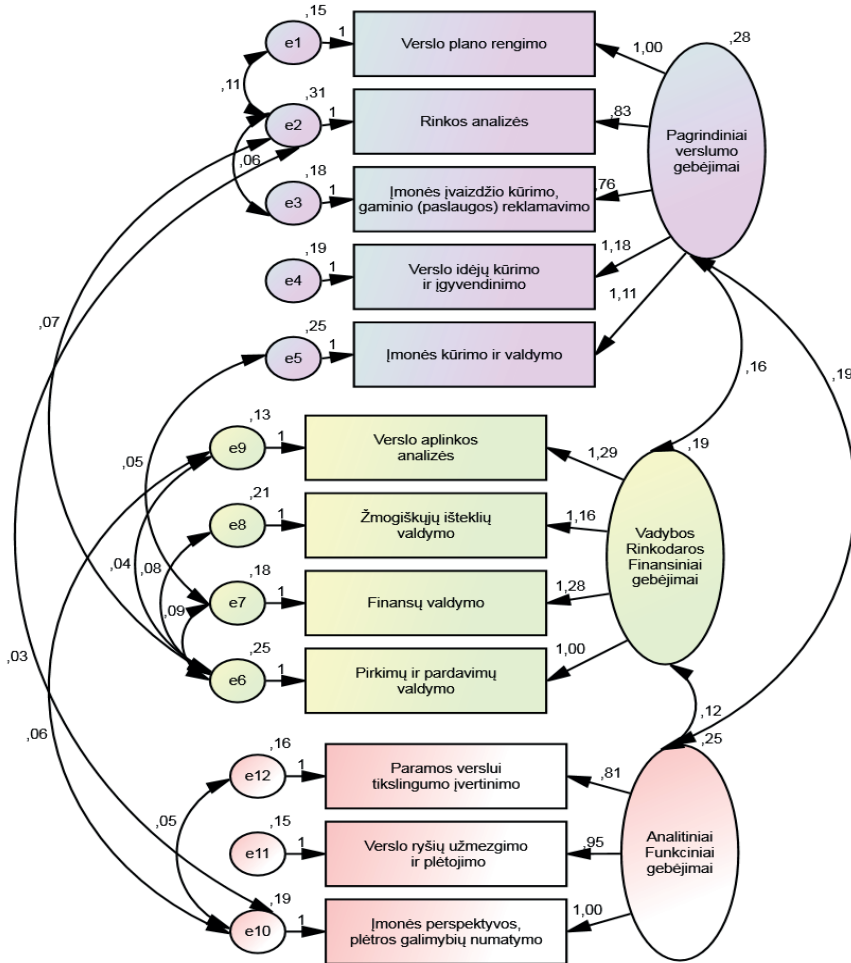 ,15
e1
1
Verslo plano rengimo
1,00
,28
,11
,31
e2
1
Rinkos analizės
,83
Pagrindiniai
verslumo
gebėjimai
,06
,18
e3
1
Įmonės įvaizdžio kūrimo,
gaminio (paslaugos) reklamavimo
,76
,19
e4
1
Verslo idėjų kūrimo
ir įgyvendinimo
1,18
1,11
,07
,25
e5
1
Įmonės kūrimo ir valdymo
,16
,19
,13
e9
1
Verslo aplinkos
analizės
1,29
,19
,05
,21
e8
1
Žmogiškųjų išteklių
valdymo
1,16
Vadybos
Rinkodaros
Finansiniai
gebėjimai
,04
,08
,18
e7
1
Finansų valdymo
1,28
,09
,25
e6
1
Pirkimų ir pardavimų
valdymo
1,00
,03
,06
,12
,25
,16
e12
1
Paramos verslui
tikslingumo įvertinimo
,81
,05
,15
e11
1
Verslo ryšių užmezgimo
ir plėtojimo
,95
Analitiniai
Funkciniai
gebėjimai
,19
e10
1
Įmonės perspektyvos,
plėtros galimybių numatymo
1,00